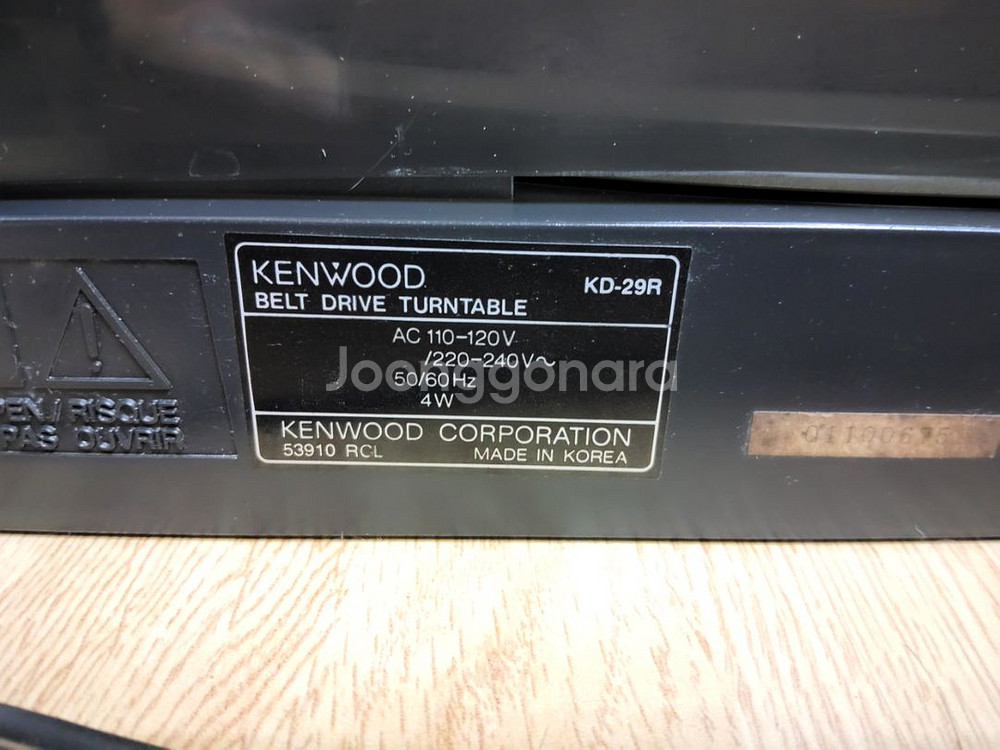 KENWOOD
KD-29R
BELT DRIVE TURNTABLE
AC 110-120V
/220-240V~
50/60Hz
4W
KENWOOD CORPORATION
53910 RCL
MADE IN KOREA
RISQUE
PAS OUVRIR
Joonggonara